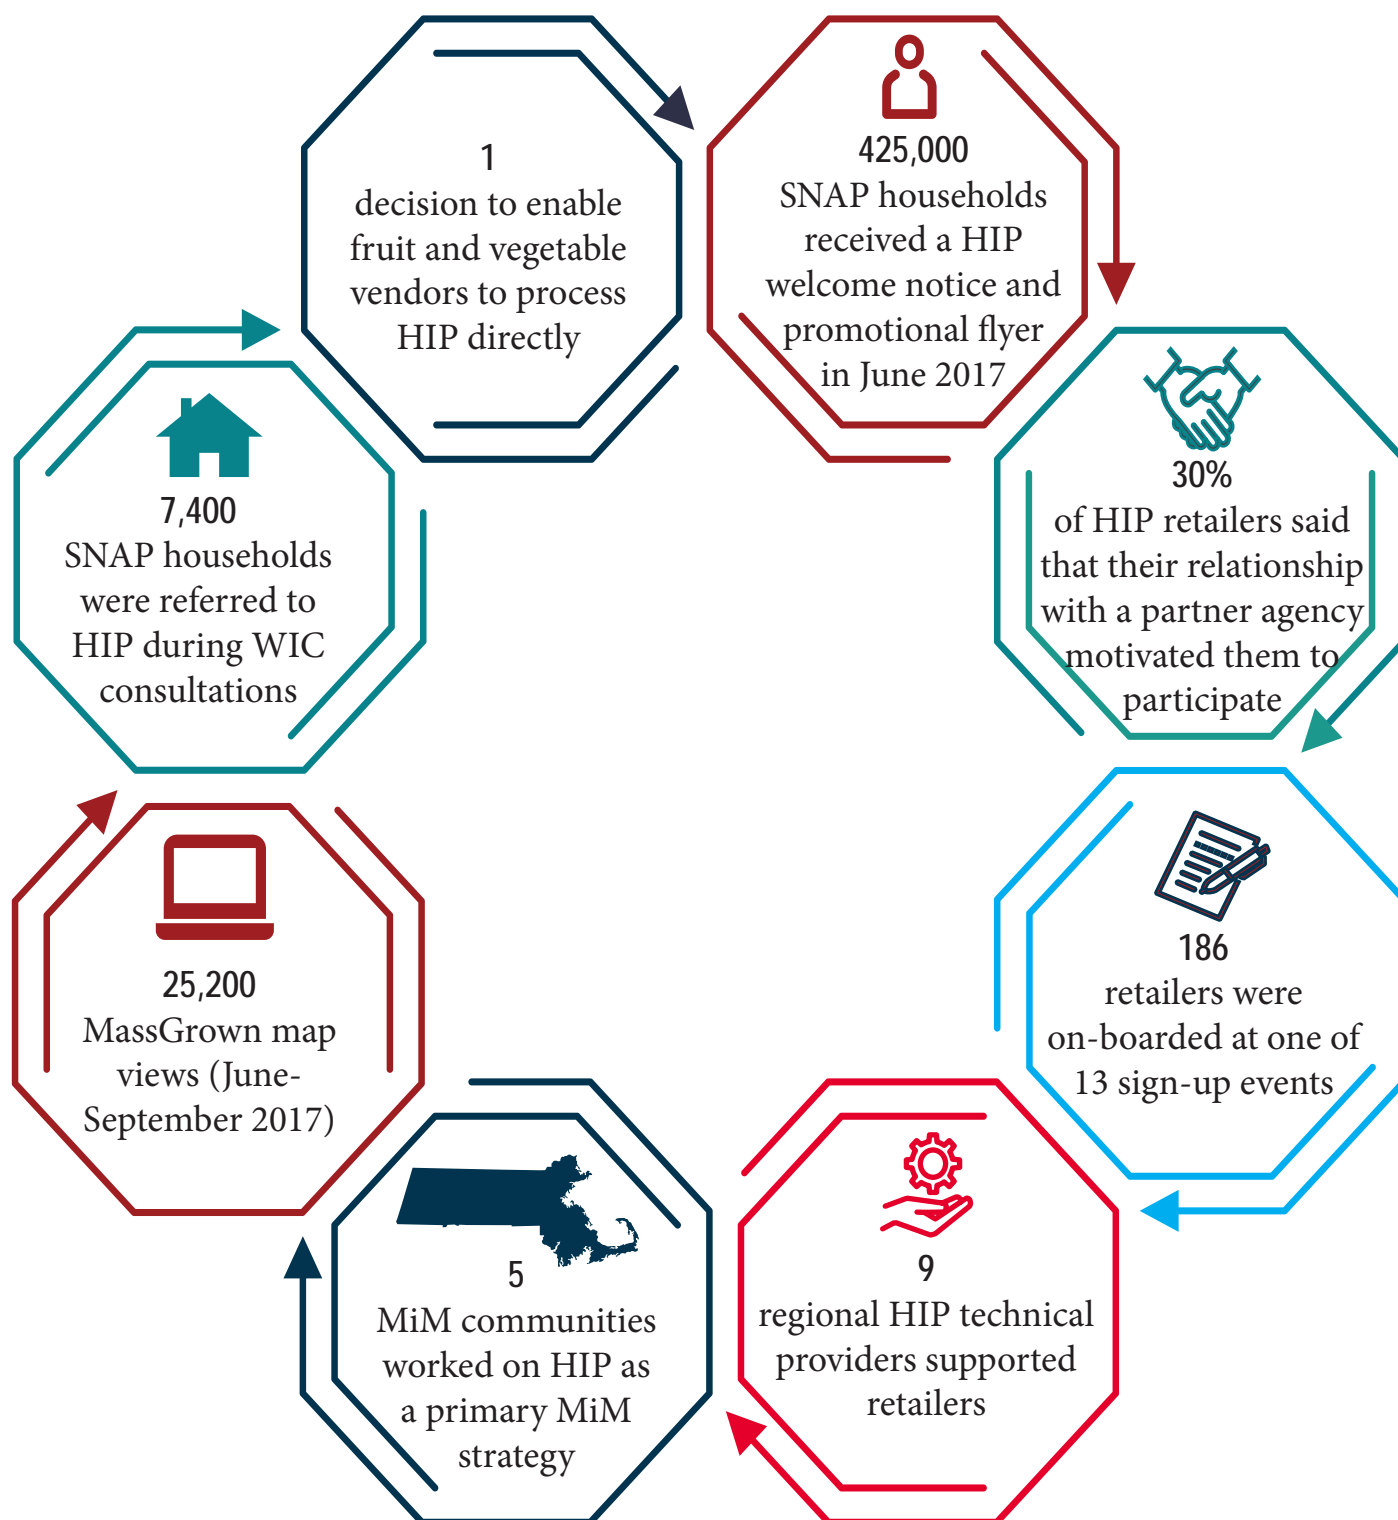 1
decision to enable
fruit and vegetable
vendors to process
HIP directly
425,000
SNAP households
received a HIP
welcome notice and
promotional flyer
in June 2017
30%
of HIP retailers said
that their relationship
with a partner agency
motivated them to
participate
186
retailers were
on-boarded at one of
13 sign-up events
9
regional HIP technical
providers supported
retailers
5
MiM communities
worked on HIP as
a primary MiM
strategy
25,200
MassGrown map
views (June-
September 2017)
7,400
SNAP households
were referred to
HIP during WIC
consultations